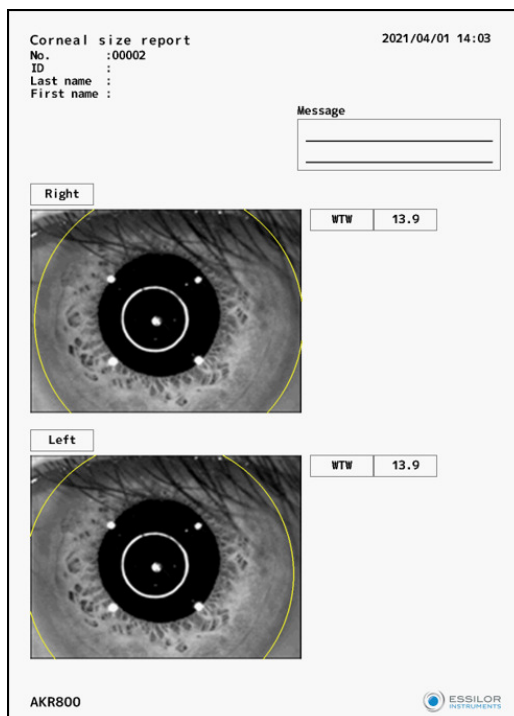 Corneal size report 2021/04/01 14:03
No. :00002
ID :
Last name :
First name :
Message
Right
WTW 13.9
Left
WTW 13.9
AKR800 ESSILOR
INSTRUMENTS